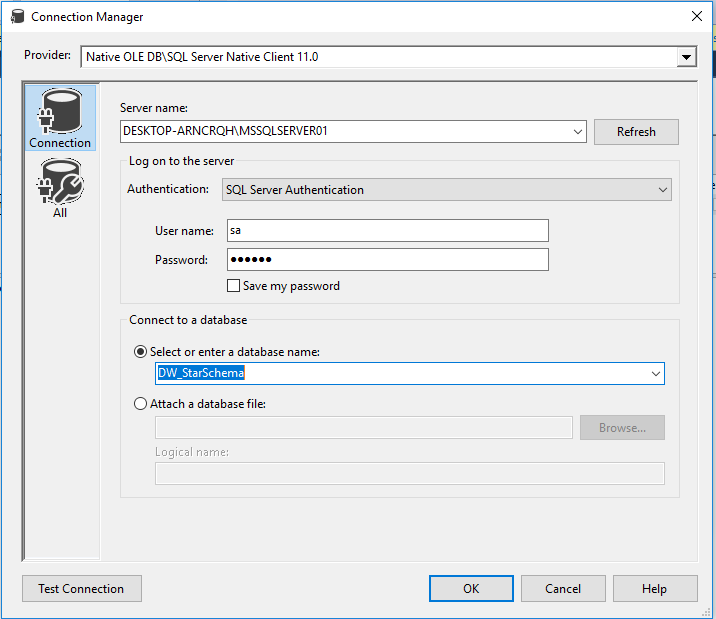 Connection Manager
Provider: Native OLE DB\SQL Server Native Client 11.0
Connection
All
Server name:
DESKTOP-ARNCRQH\MSSQLSERVER01 Refresh
Log on to the server
Authentication: SQL Server Authentication
User name: sa
Password: ●●●●●●
Save my password
Connect to a database
Select or enter a database name:
DW_StarSchema
Attach a database file:
Browse...
Logical name:
Test Connection OK Cancel Help